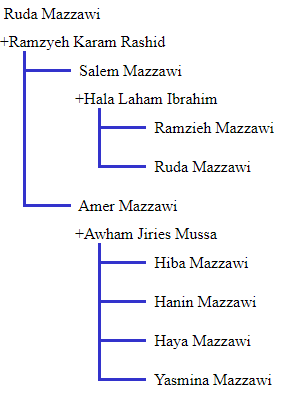 Ruda Mazzawi
+Ramzyeh Karam Rashid
Salem Mazzawi
+Hala Laham Ibrahim
Ramzieh Mazzawi
Ruda Mazzawi
Amer Mazzawi
+Awham Jiries Mussa
Hiba Mazzawi
Hanin Mazzawi
Haya Mazzawi
Yasmina Mazzawi